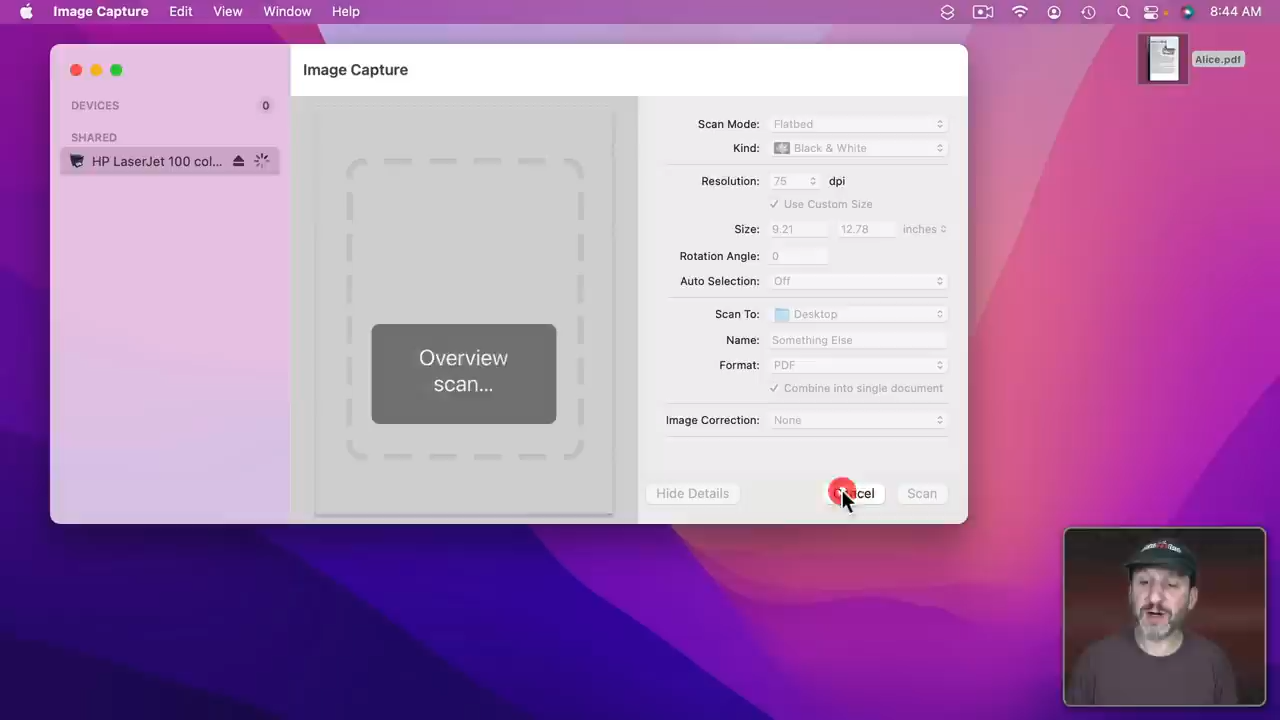 Image Capture Edit View Window Help 8:44 AM
Alice.pdf
Image Capture
DEVICES 0
SHARED
HP LaserJet 100 col...
Overview
scan...
Scan Mode: Flatbed
Kind: Black & White
Resolution: 75 dpi
Use Custom Size
Size: 9.21 12.78 inches
Rotation Angle: 0
Auto Selection: Off
Scan To: Desktop
Name: Something Else
Format: PDF
Combine into single document
Image Correction: None
Hide Details Cancel Scan